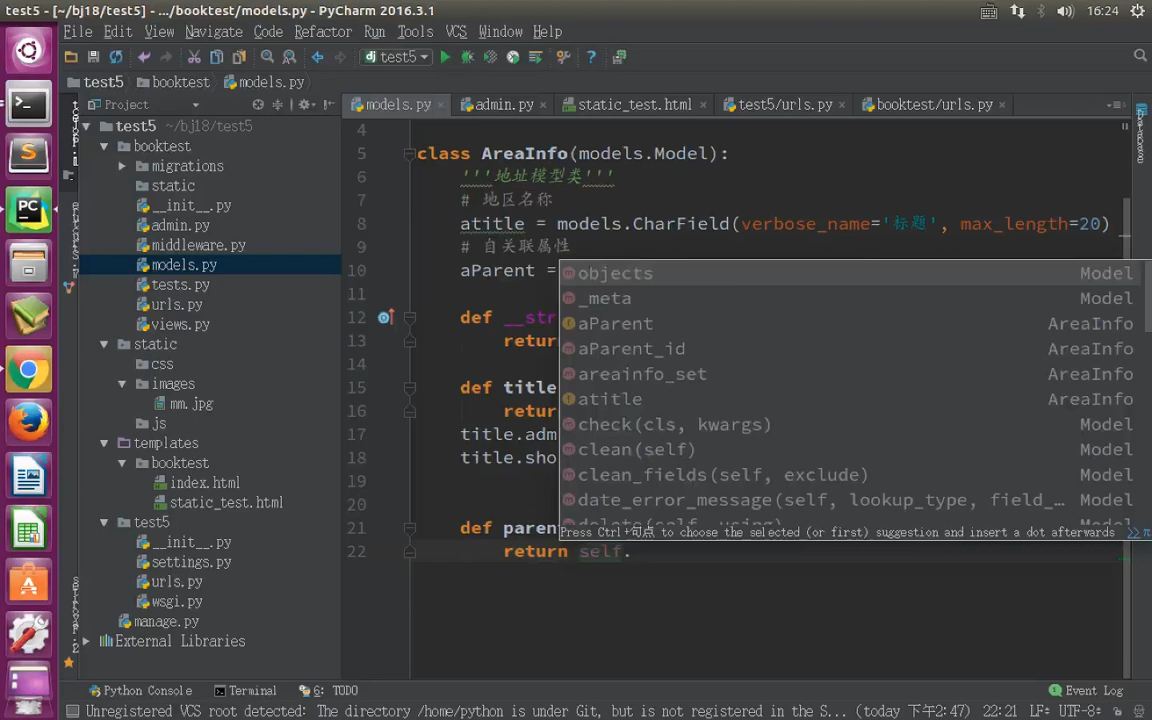 test5 - [~/bj18/test5] - .../booktest/models.py - PyCharm 2016.3.1
16:24
File Edit View Navigate Code Refactor Run Tools VCS Window Help
test5
test5 booktest models.py
Project
models.py admin.py static_test.html test5/urls.py booktest/urls.py
test5 ~/bj18/test5
booktest
migrations
static
__init__.py
admin.py
middleware.py
models.py
tests.py
urls.py
views.py
static
css
images
mm.jpg
js
templates
booktest
index.html
static_test.html
test5
__init__.py
settings.py
urls.py
wsgi.py
manage.py
External Libraries
4
5 class AreaInfo(models.Model):
6 '''地址模型类'''
7 # 地区名称
8 atitle = models.CharField(verbose_name='标题', max_length=20)
9 # 自关联属性
10 aParent =
11
12 def __str
13 retur
14
15 def title
16 retur
17 title.adm
18 title.sho
19
20
21 def paren
22 return self.
objects Model
_meta Model
aParent AreaInfo
aParent_id AreaInfo
areainfo_set AreaInfo
atitle AreaInfo
check(cls, kwargs) Model
clean(self) Model
clean_fields(self, exclude) Model
date_error_message(self, lookup_type, field_… Model
Press Ctrl+句点 to choose the selected (or first) suggestion and insert a dot afterwards >> π
Python Console Terminal 6: TODO Event Log
Unregistered VCS root detected: The directory /home/python is under Git, but is not registered in the S... (today 下午2:47) 22:21 LF÷ UTF-8÷